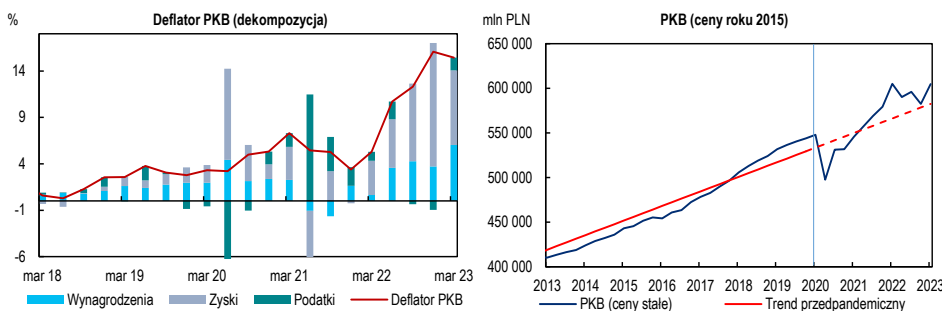 Deflator PKB (dekompozycja)
%
14
9
4
-1
-6
mar 18 mar 19 mar 20 mar 21 mar 22 mar 23
Wynagrodzenia Zyski Podatki Deflator PKB
PKB (ceny roku 2015)
mln PLN
650 000
600 000
550 000
500 000
450 000
400 000
2013 2014 2015 2016 2017 2018 2019 2020 2021 2022 2023
PKB (ceny stałe) Trend przedpandemiczny